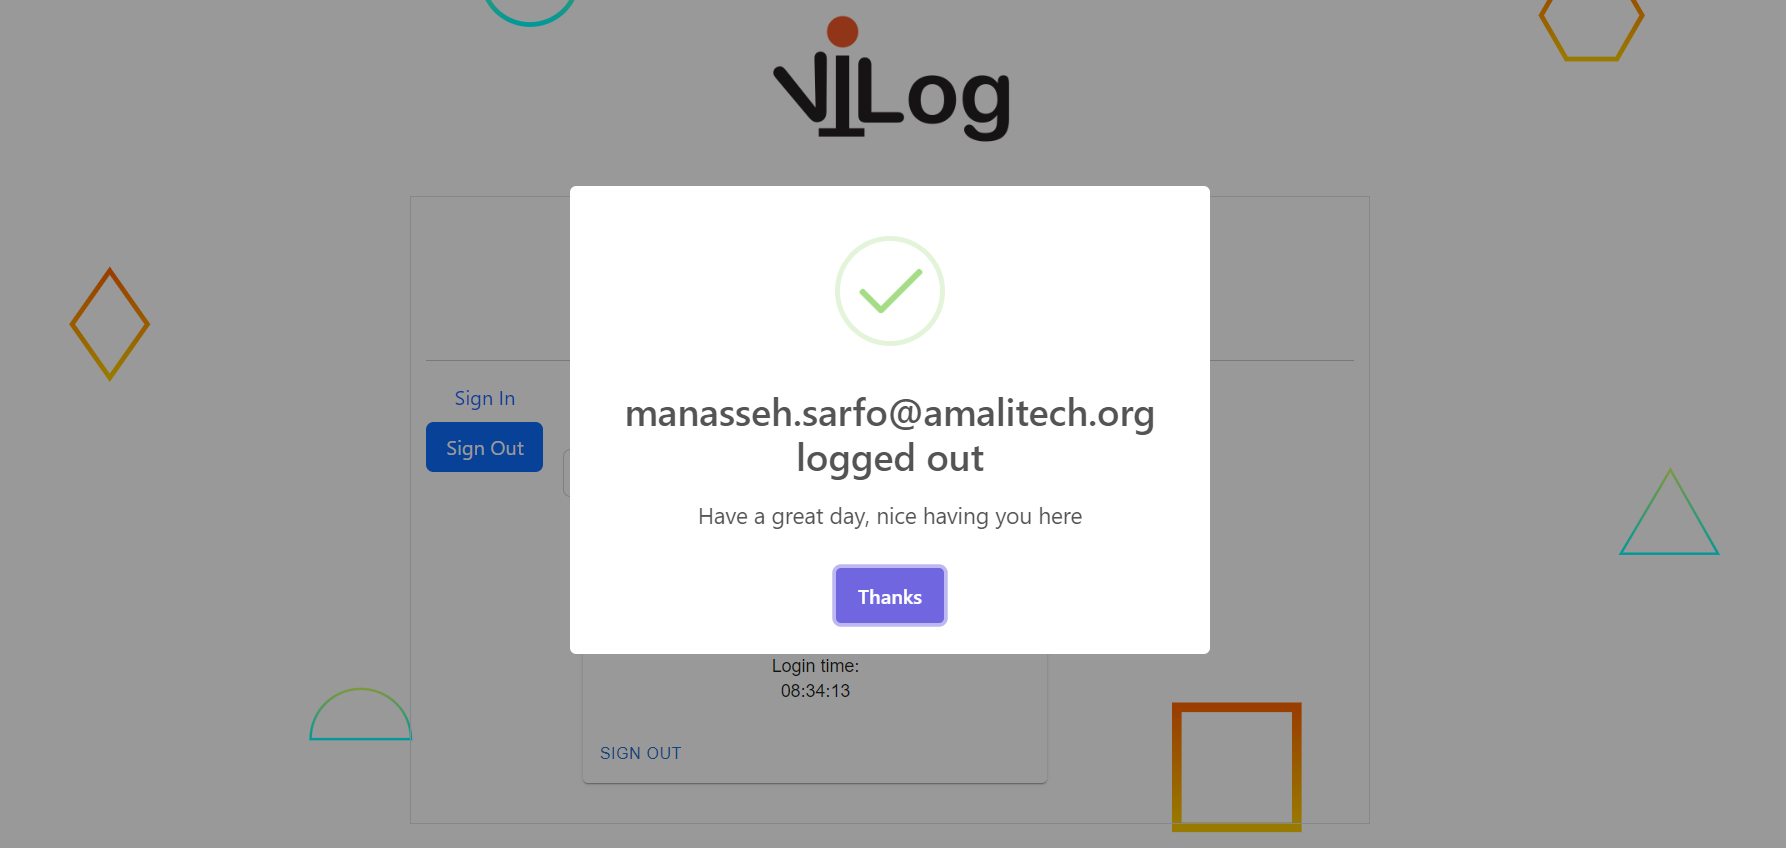 ViLog
manasseh.sarfo@amalitech.org
logged out
Have a great day, nice having you here
Thanks
Sign In
Sign Out
Login time:
08:34:13
SIGN OUT